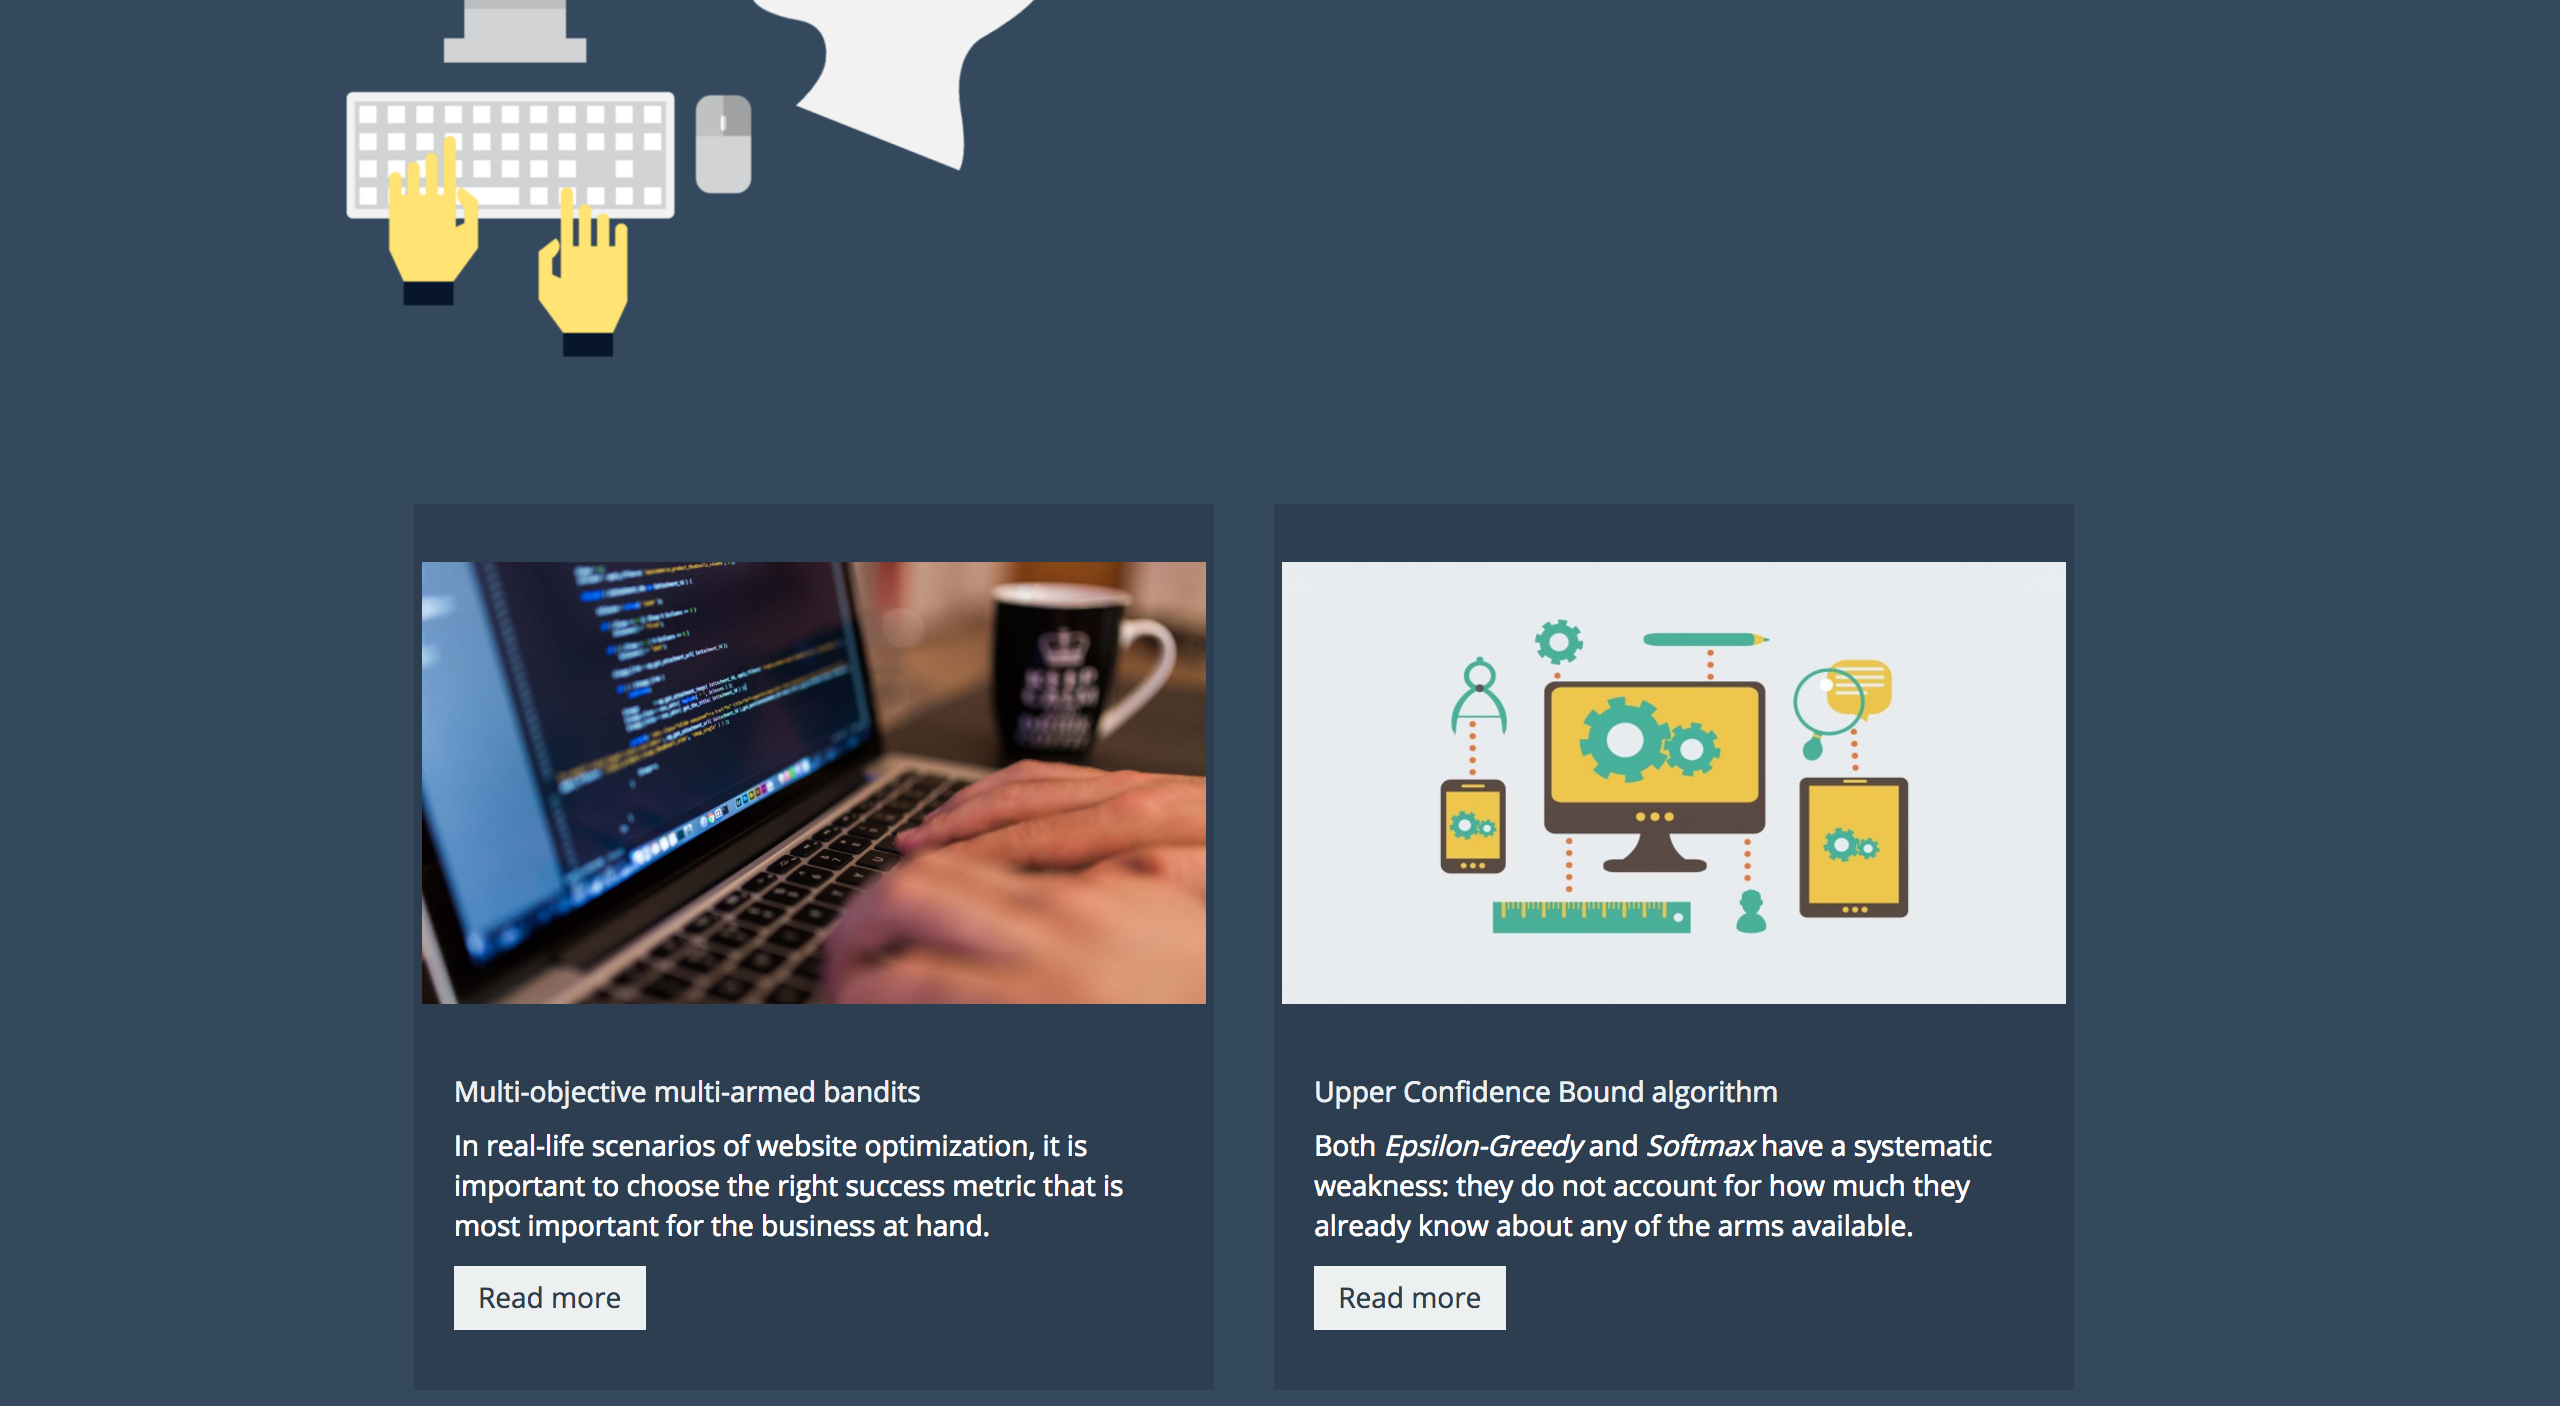 KEEP
CALM
Multi-objective multi-armed bandits
In real-life scenarios of website optimization, it is
important to choose the right success metric that is
most important for the business at hand.
Read more
Upper Confidence Bound algorithm
Both Epsilon-Greedy and Softmax have a systematic
weakness: they do not account for how much they
already know about any of the arms available.
Read more